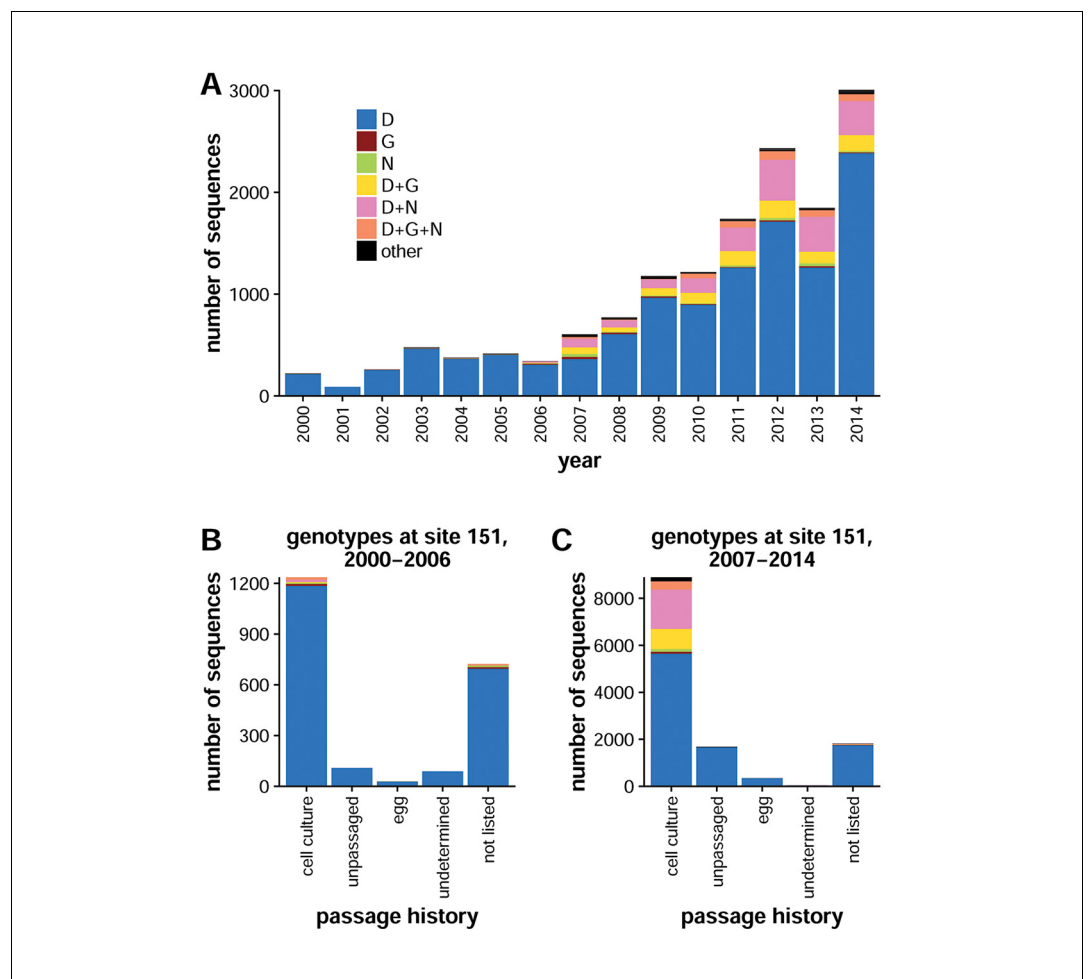 A
3000
2000
1000
0
number of sequences
D
G
N
D+G
D+N
D+G+N
other
2000
2001
2002
2003
2004
2005
2006
2007
2008
2009
2010
2011
2012
2013
2014
year
B
genotypes at site 151,
2000–2006
1200
900
600
300
0
number of sequences
cell culture
unpassaged
egg
undetermined
not listed
passage history
C
genotypes at site 151,
2007–2014
8000
6000
4000
2000
0
number of sequences
cell culture
unpassaged
egg
undetermined
not listed
passage history